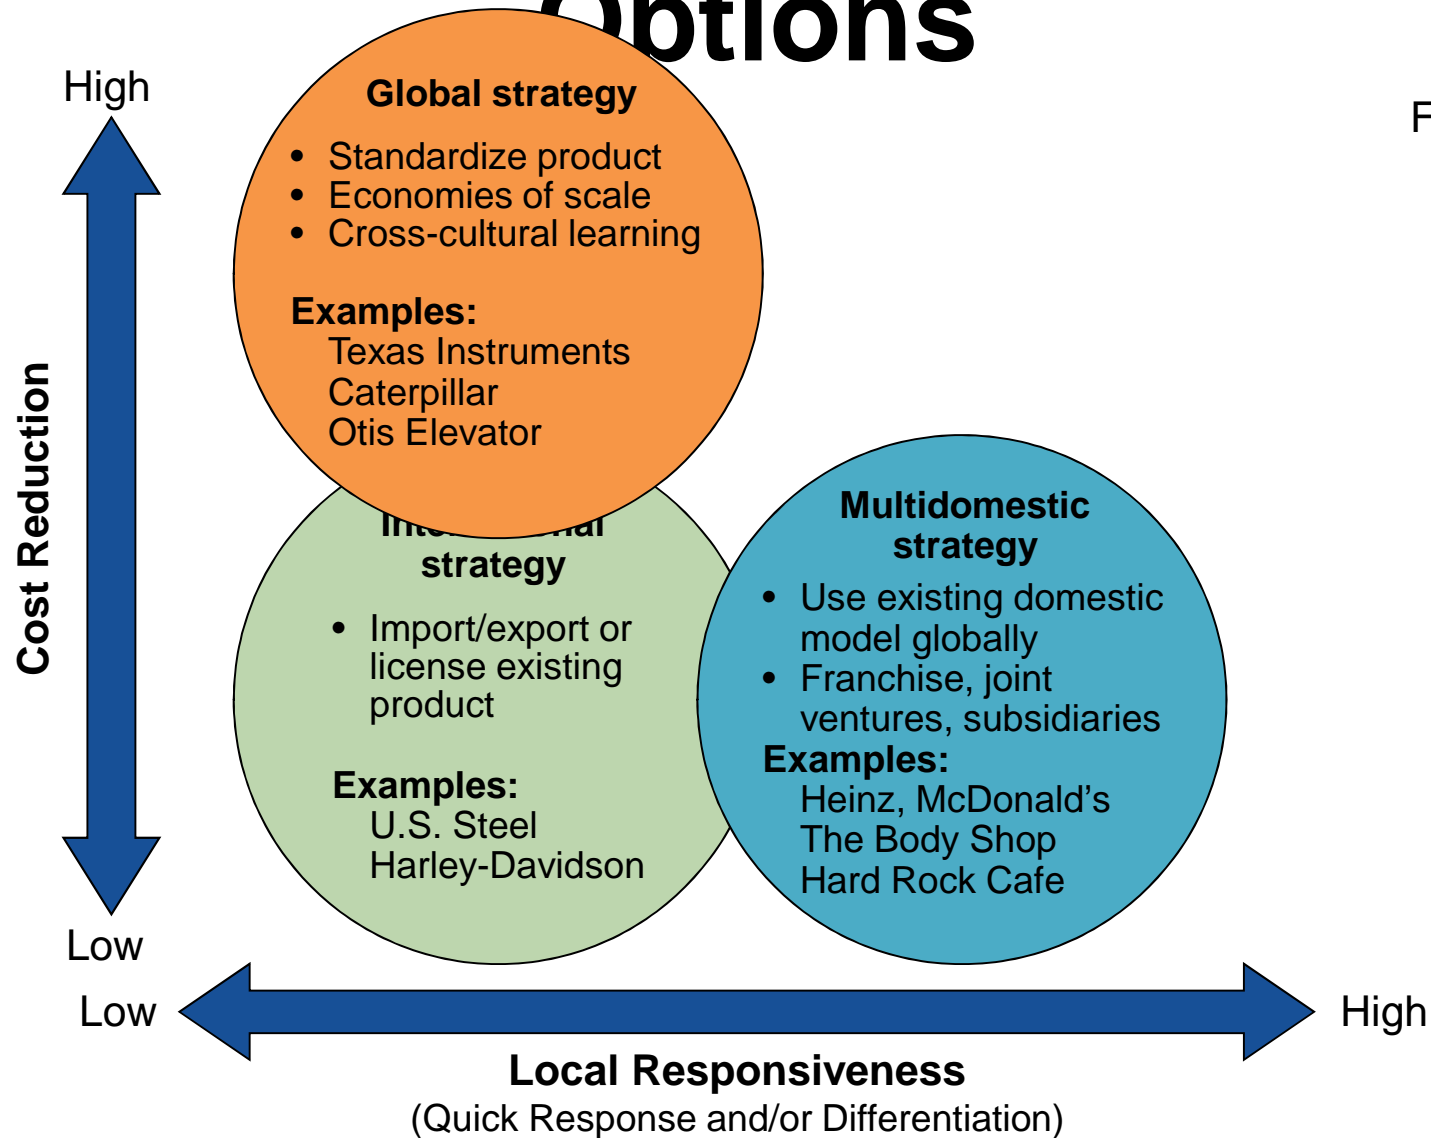 Options
High
F
Global strategy
• Standardize product
• Economies of scale
• Cross-cultural learning
Examples:
Texas Instruments
Caterpillar
Otis Elevator
Cost Reduction
strategy
• Import/export or
license existing
product
Examples:
U.S. Steel
Harley-Davidson
Multidomestic
strategy
• Use existing domestic
model globally
• Franchise, joint
ventures, subsidiaries
Examples:
Heinz, McDonald’s
The Body Shop
Hard Rock Cafe
Low
Low
High
Local Responsiveness
(Quick Response and/or Differentiation)